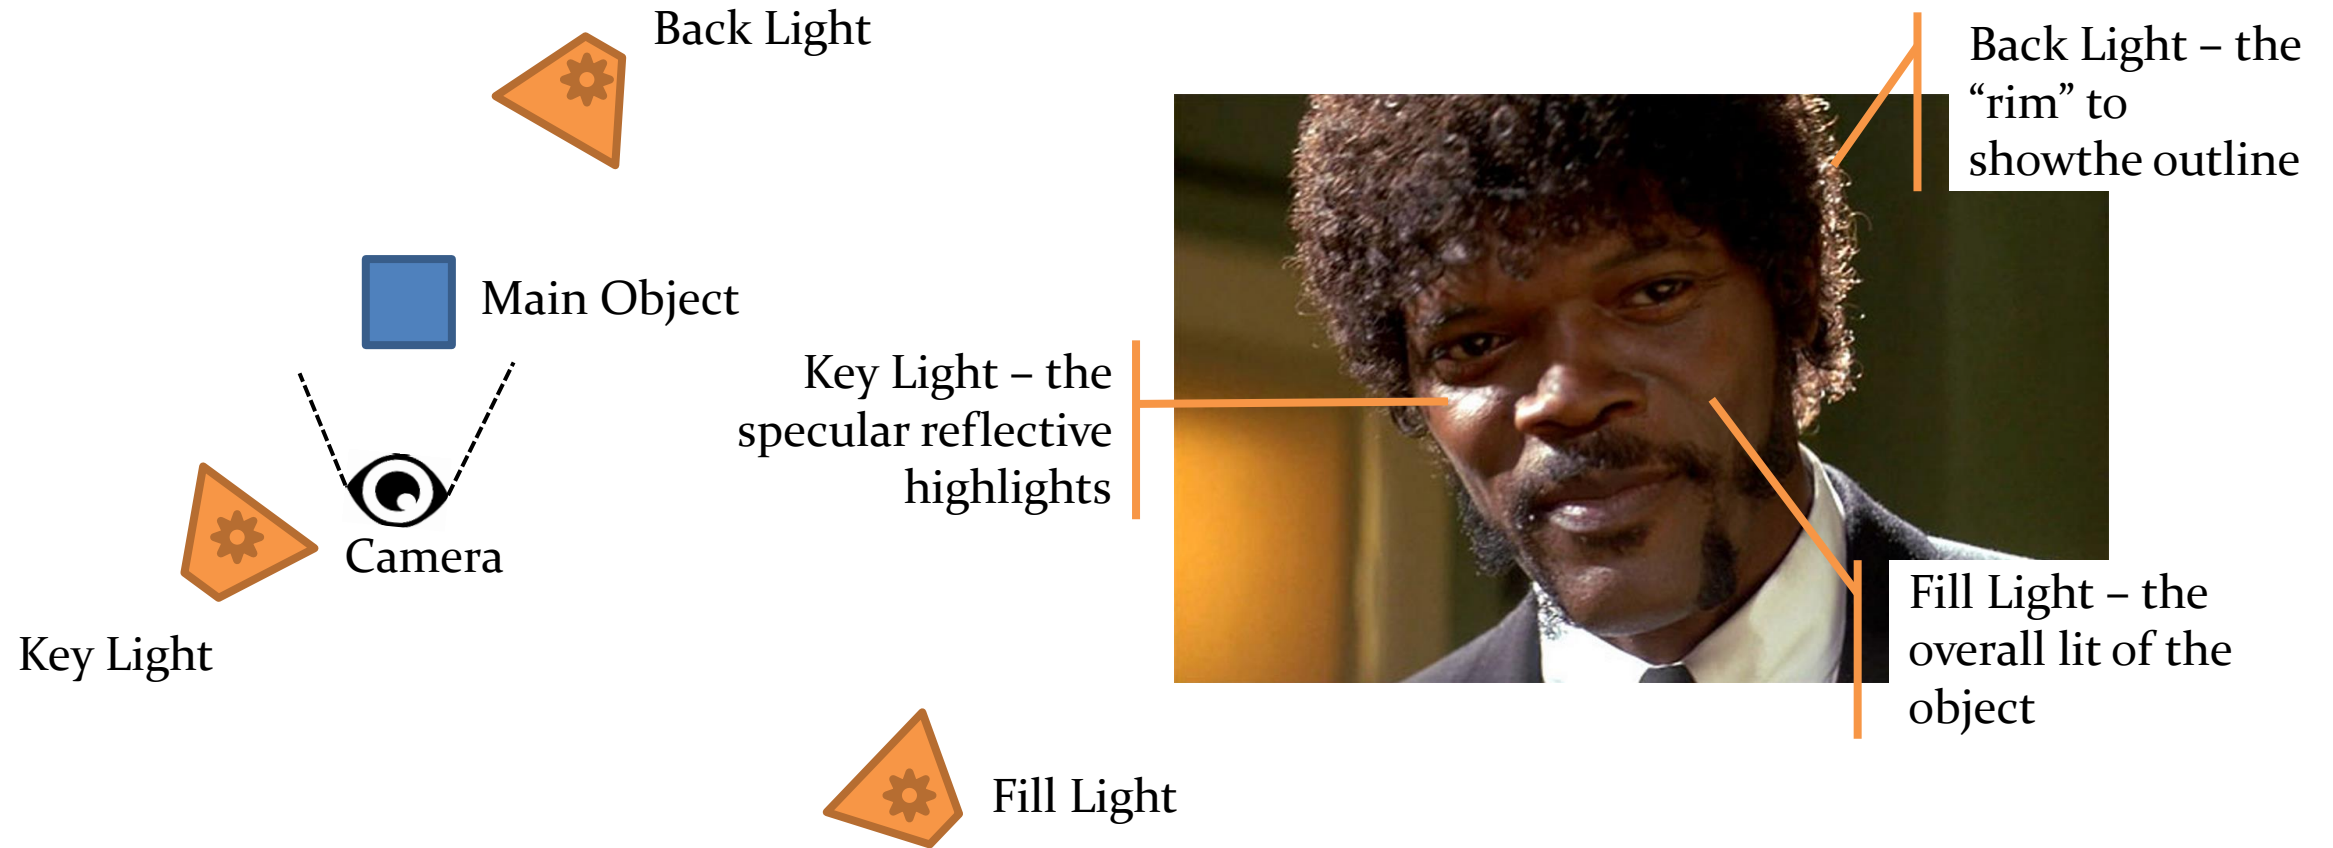 Back Light
Main Object
Camera
Key Light
Fill Light
Back Light – the
“rim” to
showthe outline
Key Light – the
specular reflective
highlights
Fill Light – the
overall lit of the
object